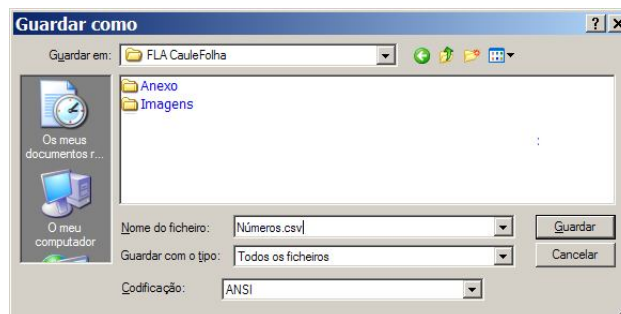 Guardar como
Guardar em: FLA CauleFolha
Anexo
Imagens
Os meus
documentos r...
O meu
computador
Nome do ficheiro: Números.csv
Guardar
Guardar com o tipo: Todos os ficheiros
Cancelar
Codificação: ANSI